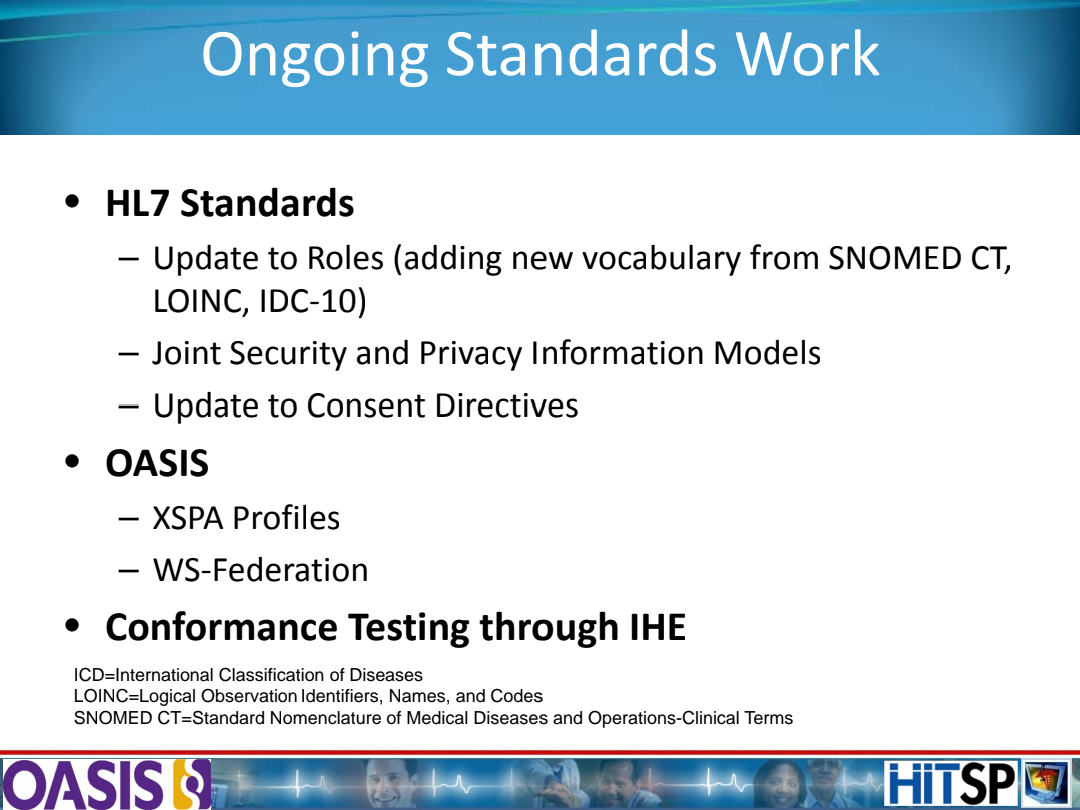 Ongoing Standards Work
• HL7 Standards
– Update to Roles (adding new vocabulary from SNOMED CT,
LOINC, IDC-10)
– Joint Security and Privacy Information Models
– Update to Consent Directives
• OASIS
– XSPA Profiles
– WS-Federation
• Conformance Testing through IHE
ICD=International Classification of Diseases
LOINC=Logical Observation Identifiers, Names, and Codes
SNOMED CT=Standard Nomenclature of Medical Diseases and Operations-Clinical Terms
OASIS
HITSP